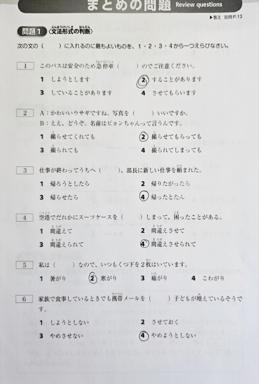 まとめの問題 Review questions
▶答え 別冊P.13
問題1 〈文法形式の判断〉
次の文の（　）に入れるのに最もよいものを、1・2・3・4から一つえらびなさい。
1 このバスは安全のため急停車（　）のでご注意ください。
1 しようとします 2 することがあります
3 していることがあります 4 させてもらいます
2 A：かわいいウサギですね。写真を（　）いいですか。
B：ええ、どうぞ。名前はピョンちゃんって言うんです。
1 撮らせてくれても 2 撮らせてもらっても
3 撮られても 4 撮られてしまっても
3 仕事が終わってうちへ（　）、部長に新しい仕事を頼まれた。
1 帰ろうとしたら 2 帰りたがったら
3 帰らせたら 4 帰ったとたん
4 空港でだれかにスーツケースを（　）しまって、困ったことがある。
1 間違えて 2 間違えさせて
3 間違えられて 4 間違えさせられて
5 私は（　）なので、いつもくつ下を2枚はいています。
1 暑がり 2 寒がり 3 痛がり 4 こわがり
6 家族で食事しているときでも携帯メールを（　）子どもが増えているそうで
す。
1 しようとしない 2 させておく
3 やめさせない 4 やめようとしない